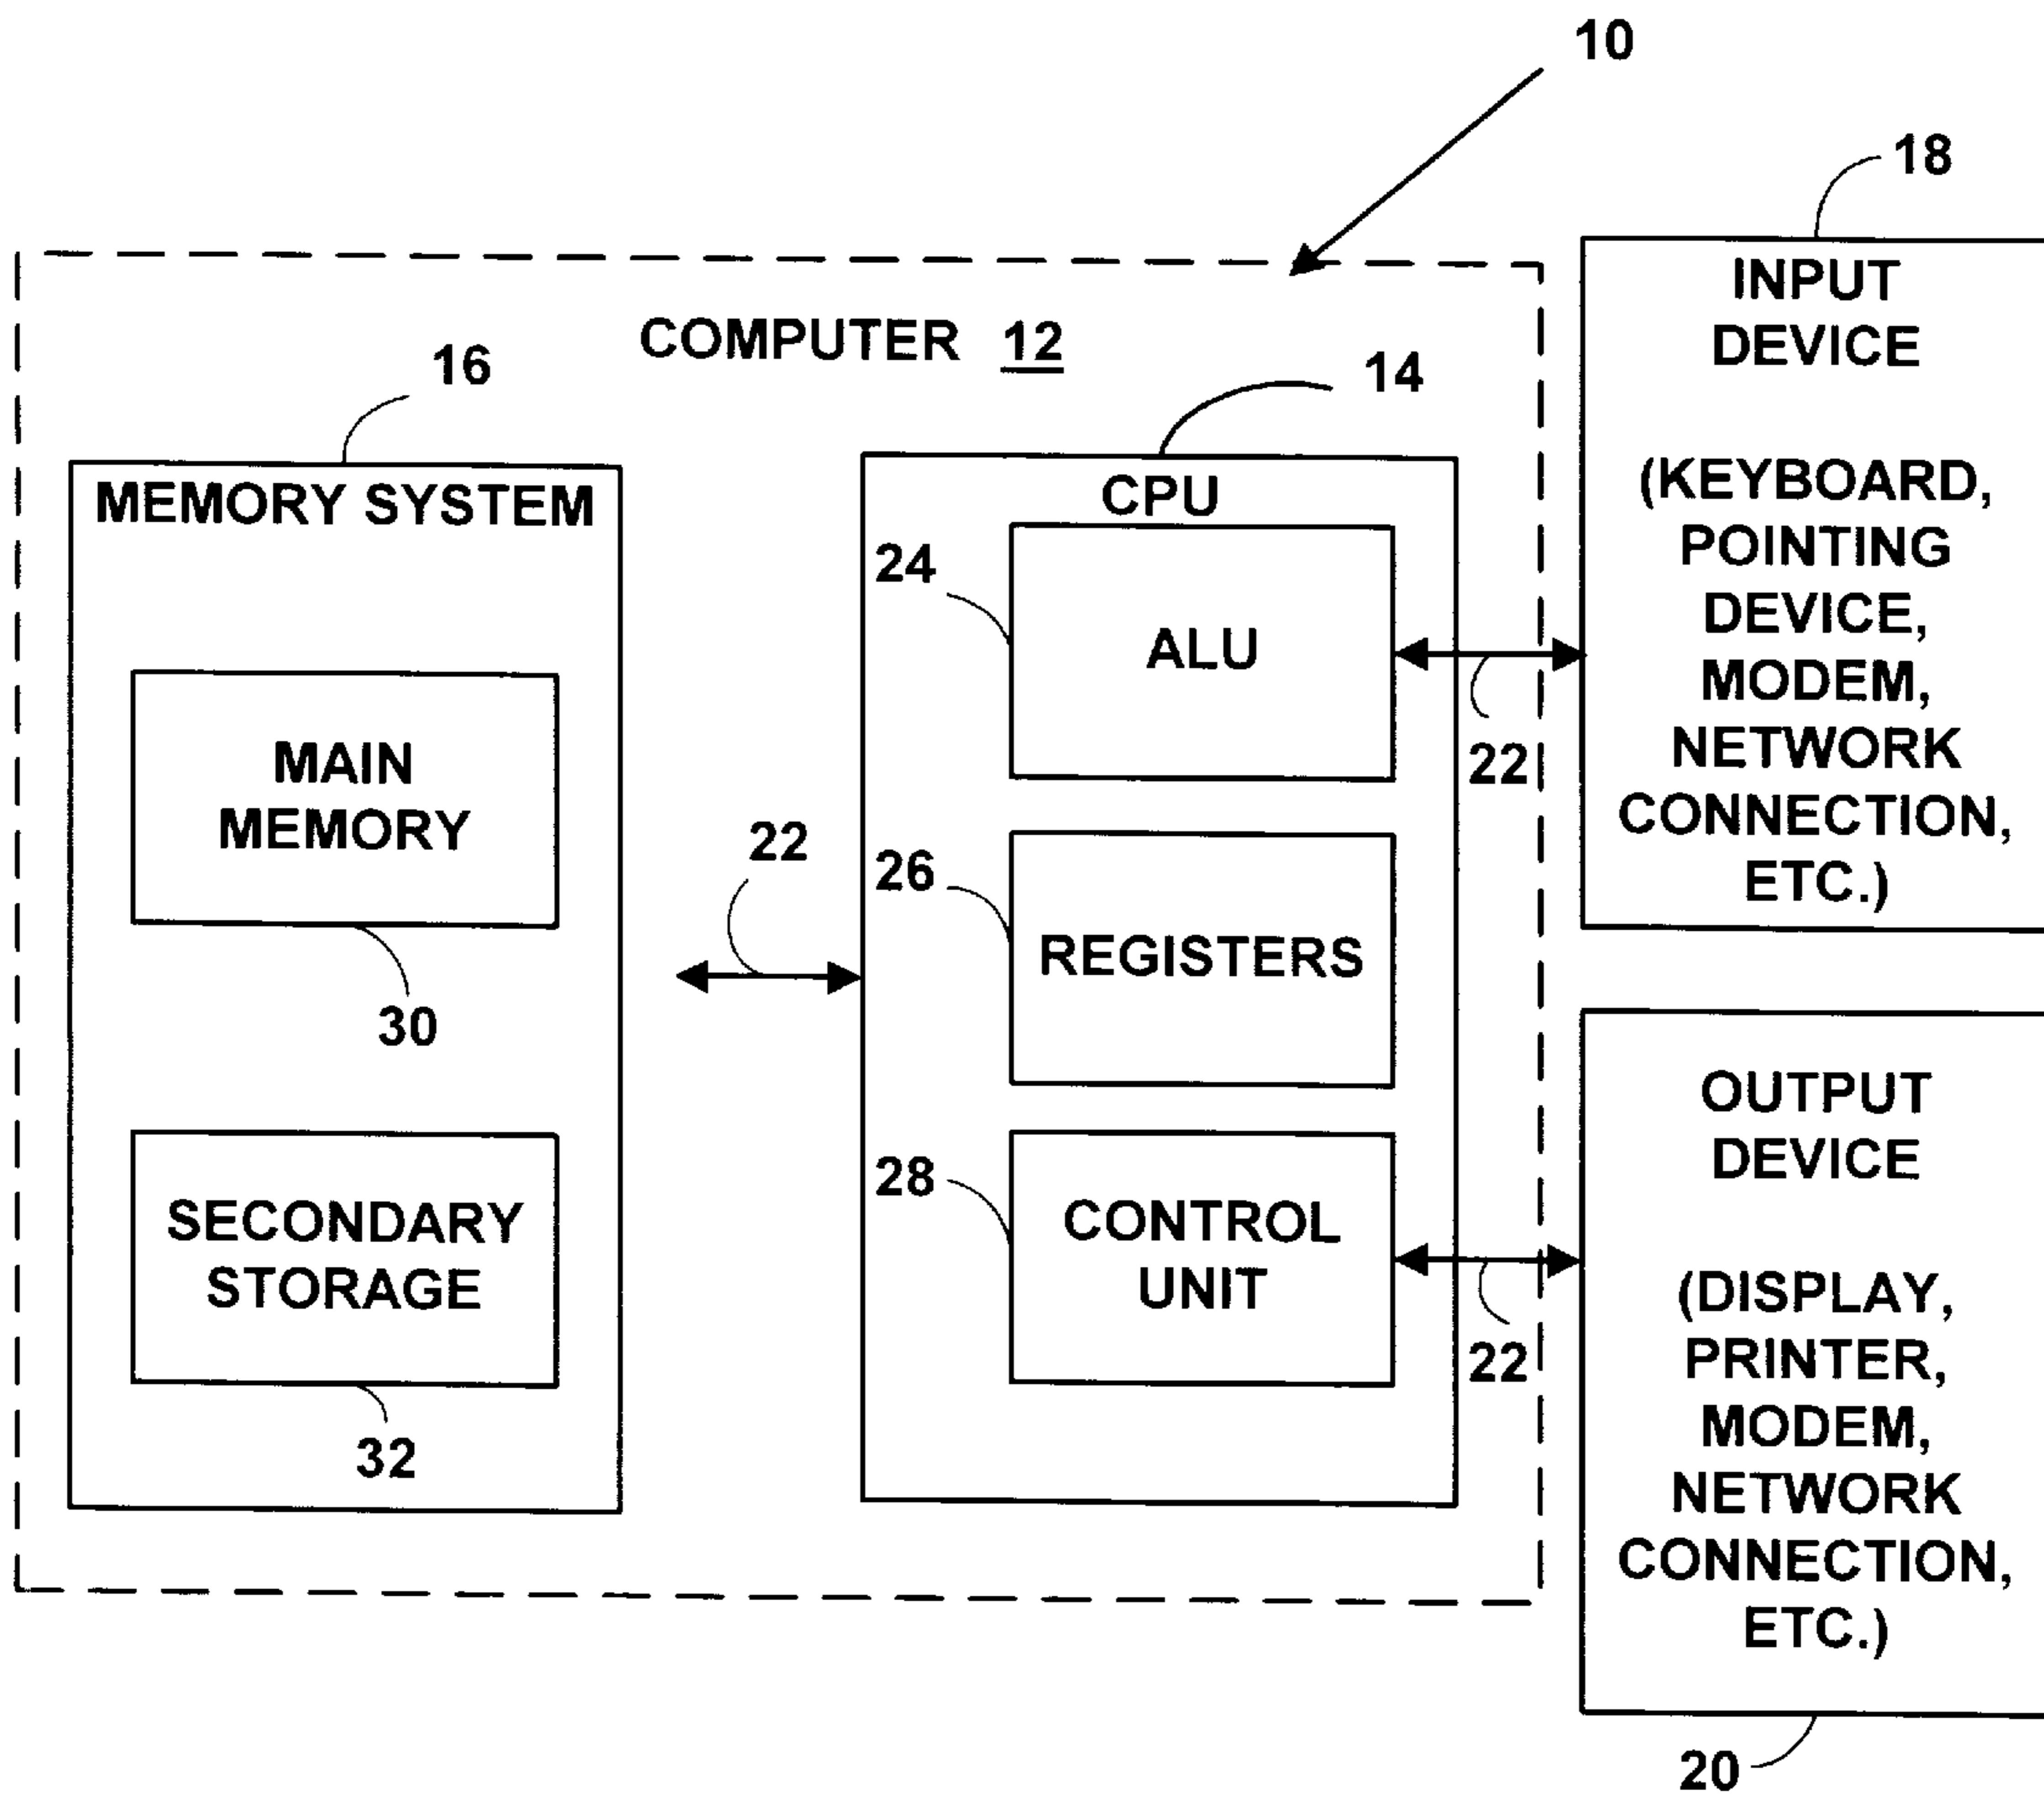 10
18
COMPUTER 12
16
14
MEMORY SYSTEM
MAIN
MEMORY
30
SECONDARY
STORAGE
32
22
CPU
24
ALU
26
REGISTERS
28
CONTROL
UNIT
22
22
INPUT
DEVICE
(KEYBOARD,
POINTING
DEVICE,
MODEM,
NETWORK
CONNECTION,
ETC.)
OUTPUT
DEVICE
(DISPLAY,
PRINTER,
MODEM,
NETWORK
CONNECTION,
ETC.)
20